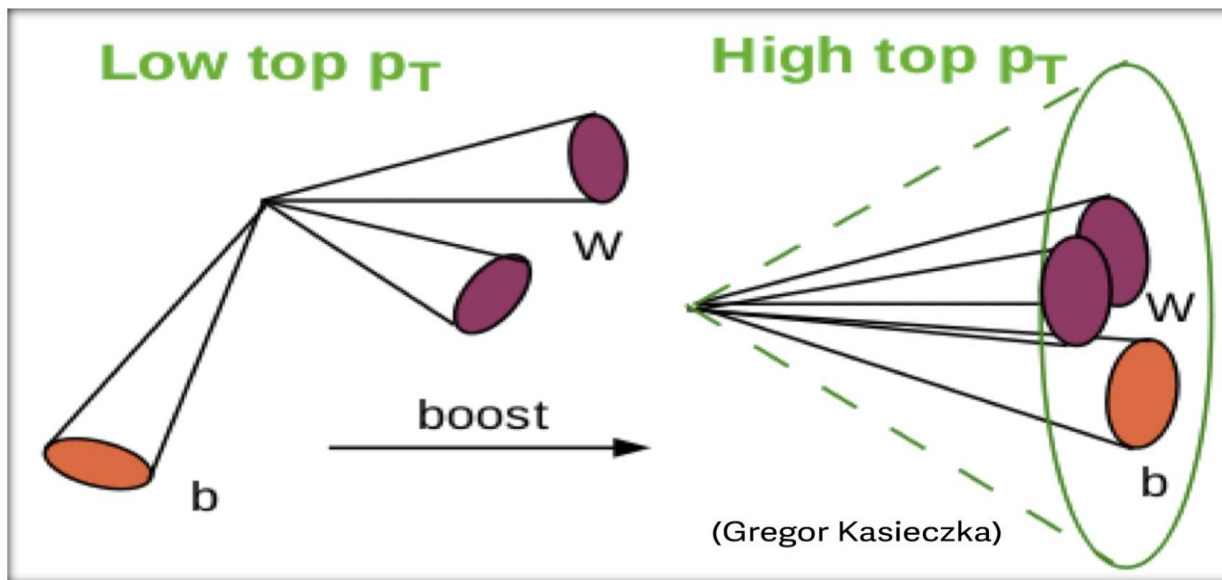 Low top pT
High top pT
W
W
boost
b
b
(Gregor Kasieczka)